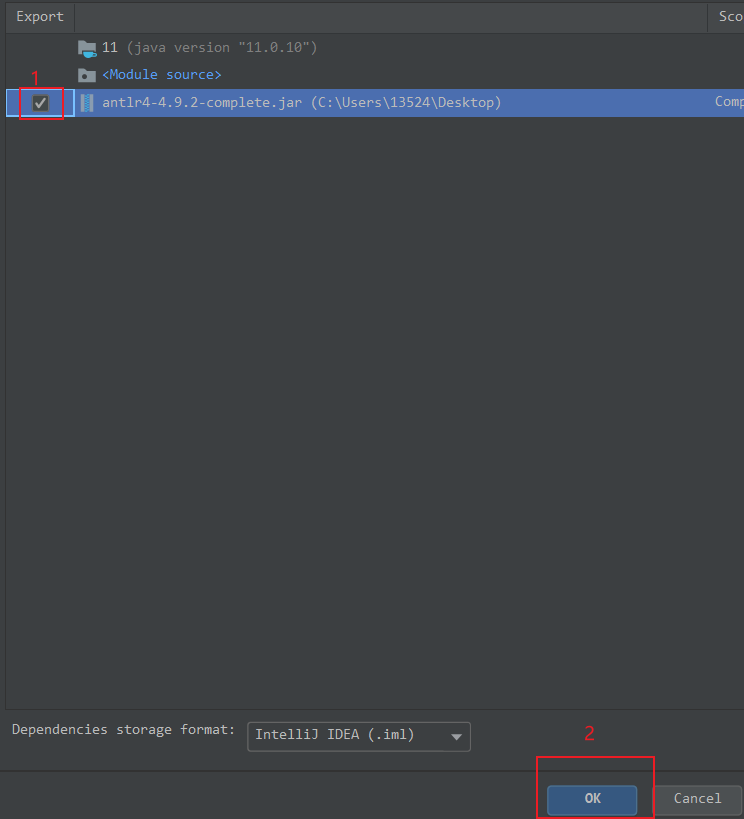 Export Sco
11 (java version "11.0.10")
1
<Module source>
antlr4-4.9.2-complete.jar (C:\Users\13524\Desktop) Comp
Dependencies storage format: IntelliJ IDEA (.iml)
2
OK Cancel